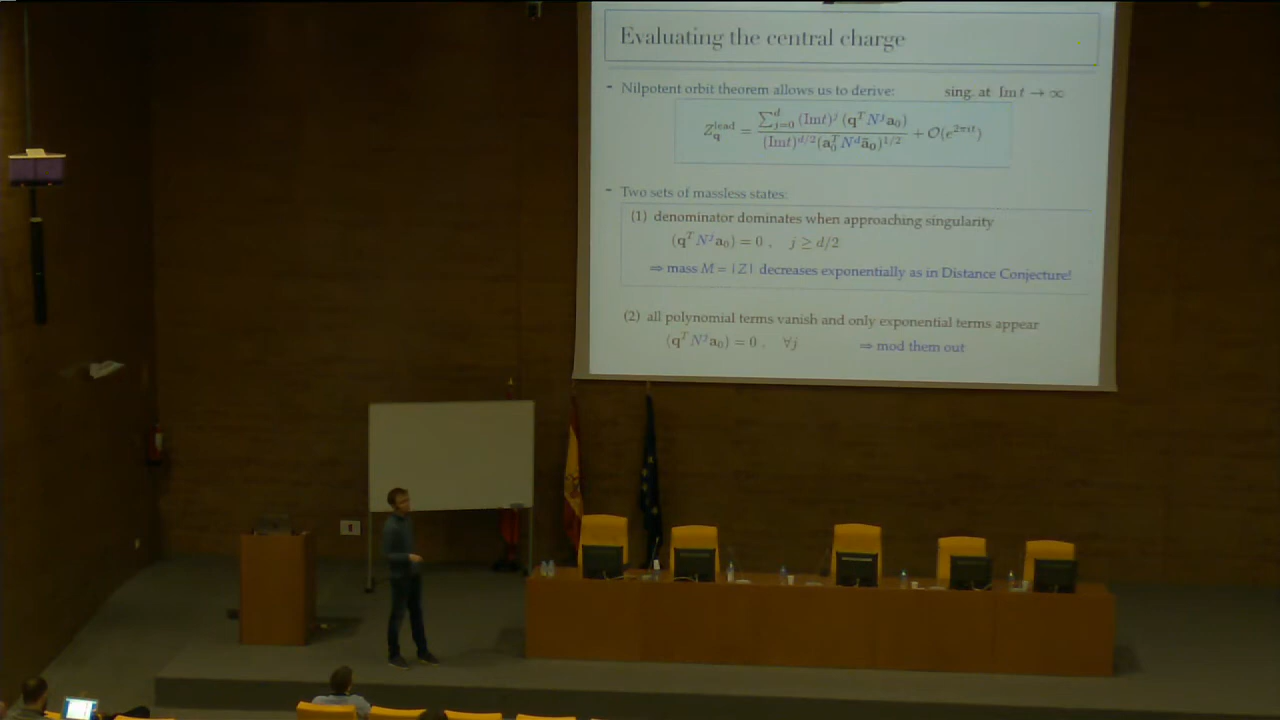 Evaluating the central charge
- Nilpotent orbit theorem allows us to derive: sing. at Im t → ∞
Z_q^lead = ∑_{j=0}^d (Imt)^j (q^T N^j a_0) / (Imt)^{d/2} (a_0^T N^d ā_0)^{1/2} + O(e^{2πit})
- Two sets of massless states:
(1) denominator dominates when approaching singularity
(q^T N^j a_0) = 0 , j ≥ d/2
⇒ mass M = |Z| decreases exponentially as in Distance Conjecture!
(2) all polynomial terms vanish and only exponential terms appear
(q^T N^j a_0) = 0 , ∀j ⇒ mod them out